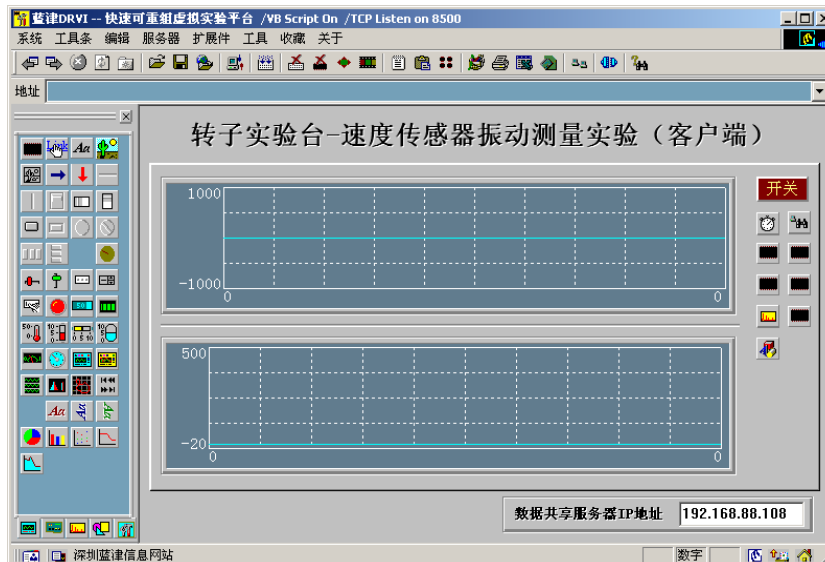 蓝津DRVI -- 快速可重组虚拟实验平台 /VB Script On /TCP Listen on 8500
系统 工具条 编辑 服务器 扩展件 工具 收藏 关于
地址
转子实验台-速度传感器振动测量实验（客户端）
1000
-1000
0 0
开关
500
-20
0 0
数据共享服务器IP地址 192.168.88.108
深圳蓝津信息网站 数字